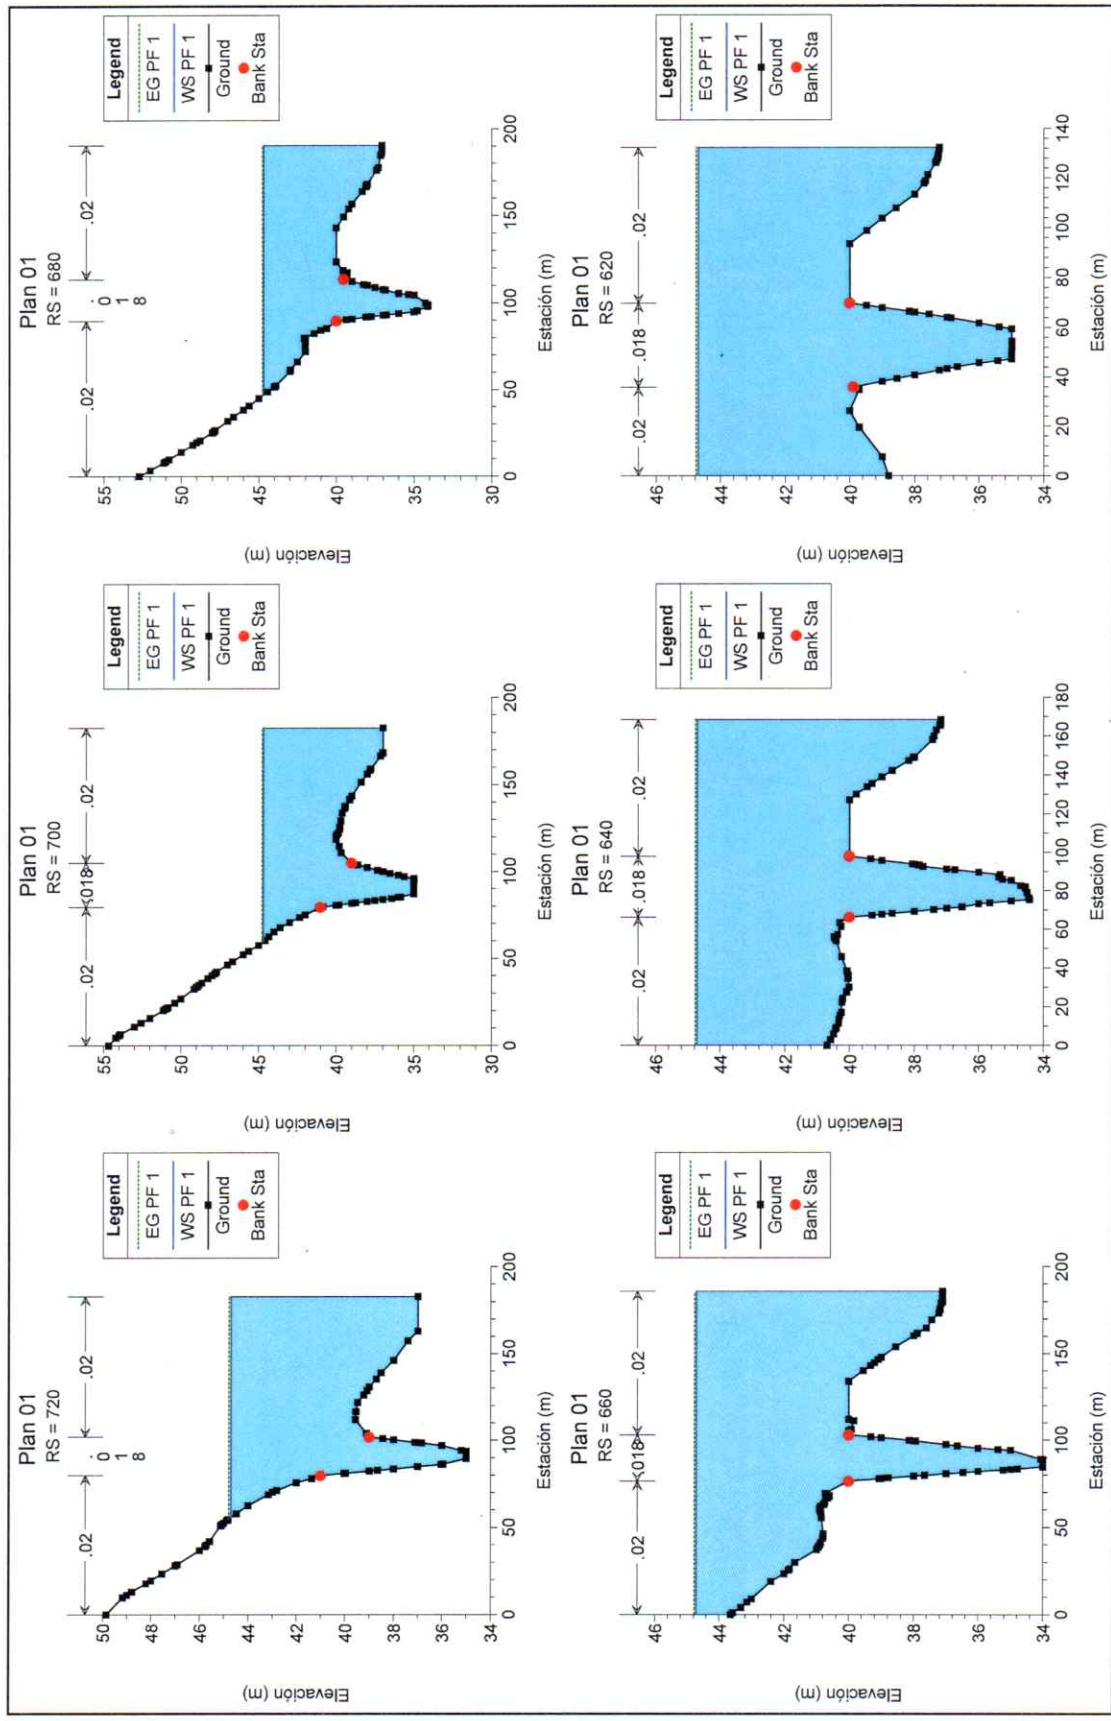 Plan 01
RS = 720
.02
.
0
1
8
.02
Legend
EG PF 1
WS PF 1
Ground
Bank Sta
Elevación (m)
50
48
46
44
42
40
38
36
34
0
50
100
150
200
Estación (m)
Plan 01
RS = 700
.02
.018
.02
Legend
EG PF 1
WS PF 1
Ground
Bank Sta
Elevación (m)
55
50
45
40
35
30
0
50
100
150
200
Estación (m)
Plan 01
RS = 680
.02
.
0
1
8
.02
Legend
EG PF 1
WS PF 1
Ground
Bank Sta
Elevación (m)
55
50
45
40
35
30
0
50
100
150
200
Estación (m)
Plan 01
RS = 660
.02
.018
.02
Legend
EG PF 1
WS PF 1
Ground
Bank Sta
Elevación (m)
46
44
42
40
38
36
34
0
50
100
150
200
Estación (m)
Plan 01
RS = 640
.02
.018
.02
Legend
EG PF 1
WS PF 1
Ground
Bank Sta
Elevación (m)
46
44
42
40
38
36
34
0
20
40
60
80
100
120
140
160
180
Estación (m)
Plan 01
RS = 620
.02
.018
.02
Legend
EG PF 1
WS PF 1
Ground
Bank Sta
Elevación (m)
46
44
42
40
38
36
34
0
20
40
60
80
100
120
140
Estación (m)